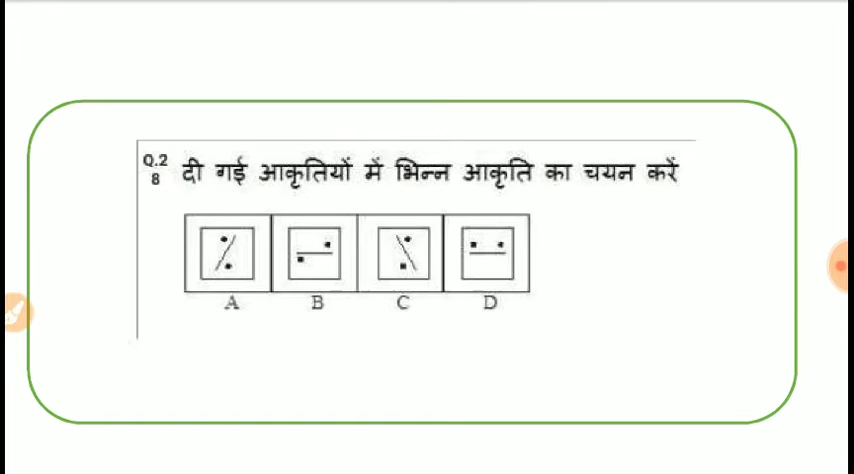 Q.28 दी गई आकृतियों में भिन्न आकृति का चयन करें
A B C D